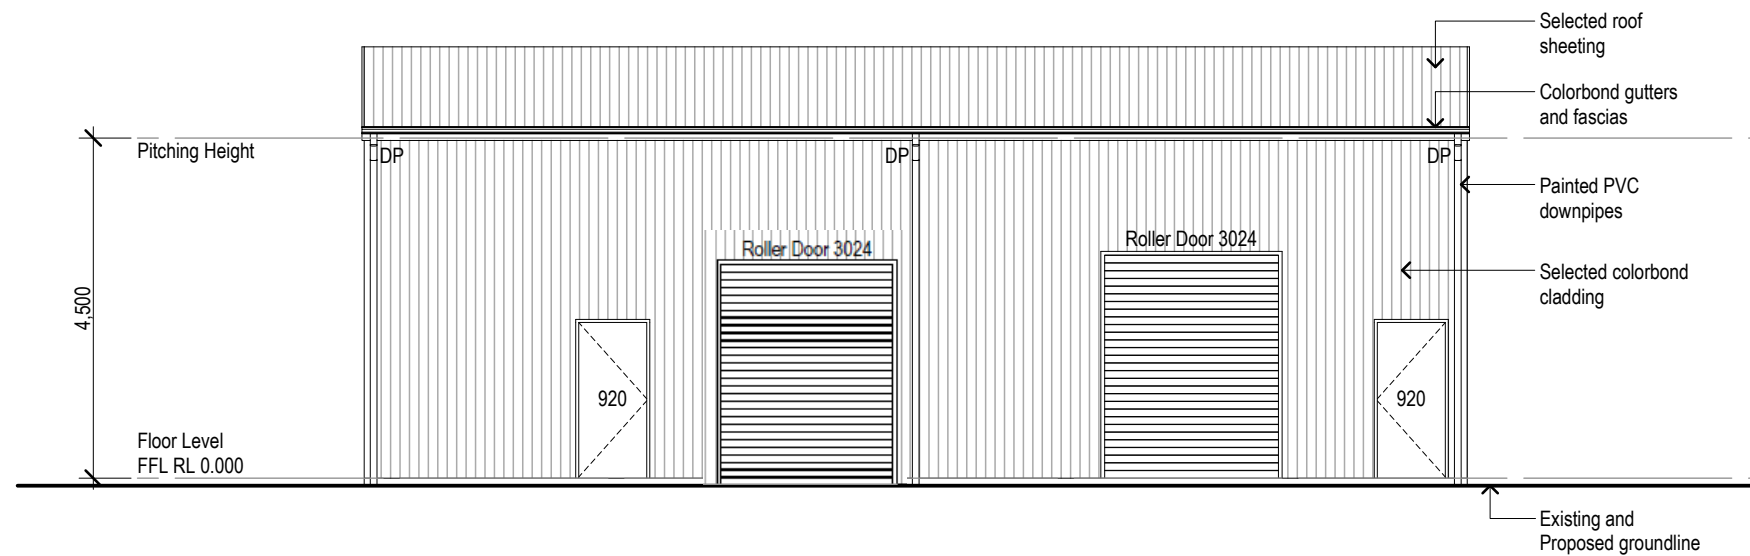 Selected roof
sheeting
Colorbond gutters
and fascias
Pitching Height
DP
DP
DP
Painted PVC
downpipes
Roller Door 3024
Roller Door 3024
Selected colorbond
cladding
4,500
920
920
Floor Level
FFL RL 0.000
Existing and
Proposed groundline